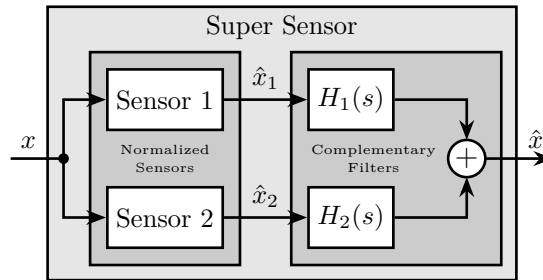 Super Sensor
Sensor 1
x̂₁
H₁(s)
x
Normalized
Sensors
Complementary
Filters
+
x̂
Sensor 2
x̂₂
H₂(s)